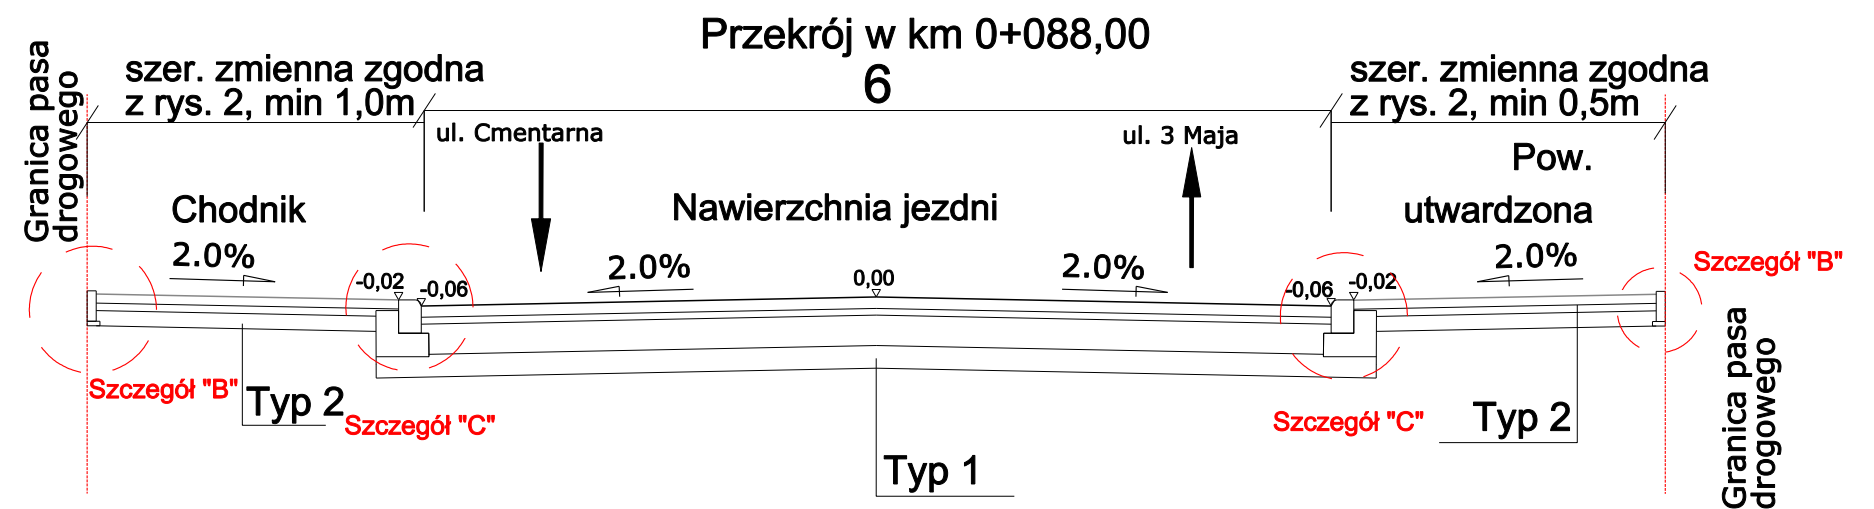 Przekrój w km 0+088,00
Granica pasa
drogowego
szer. zmienna zgodna
z rys. 2, min 1,0m
6
szer. zmienna zgodna
z rys. 2, min 0,5m
ul. Cmentarna
ul. 3 Maja
Pow.
utwardzona
Chodnik
Nawierzchnia jezdni
2.0%
2.0%
2.0%
2.0%
-0,02
-0,06
0,00
-0,06
-0,02
Szczegół "B"
Szczegół "B"
Typ 2
Szczegół "C"
Szczegół "C"
Typ 2
Typ 1
Granica pasa
drogowego